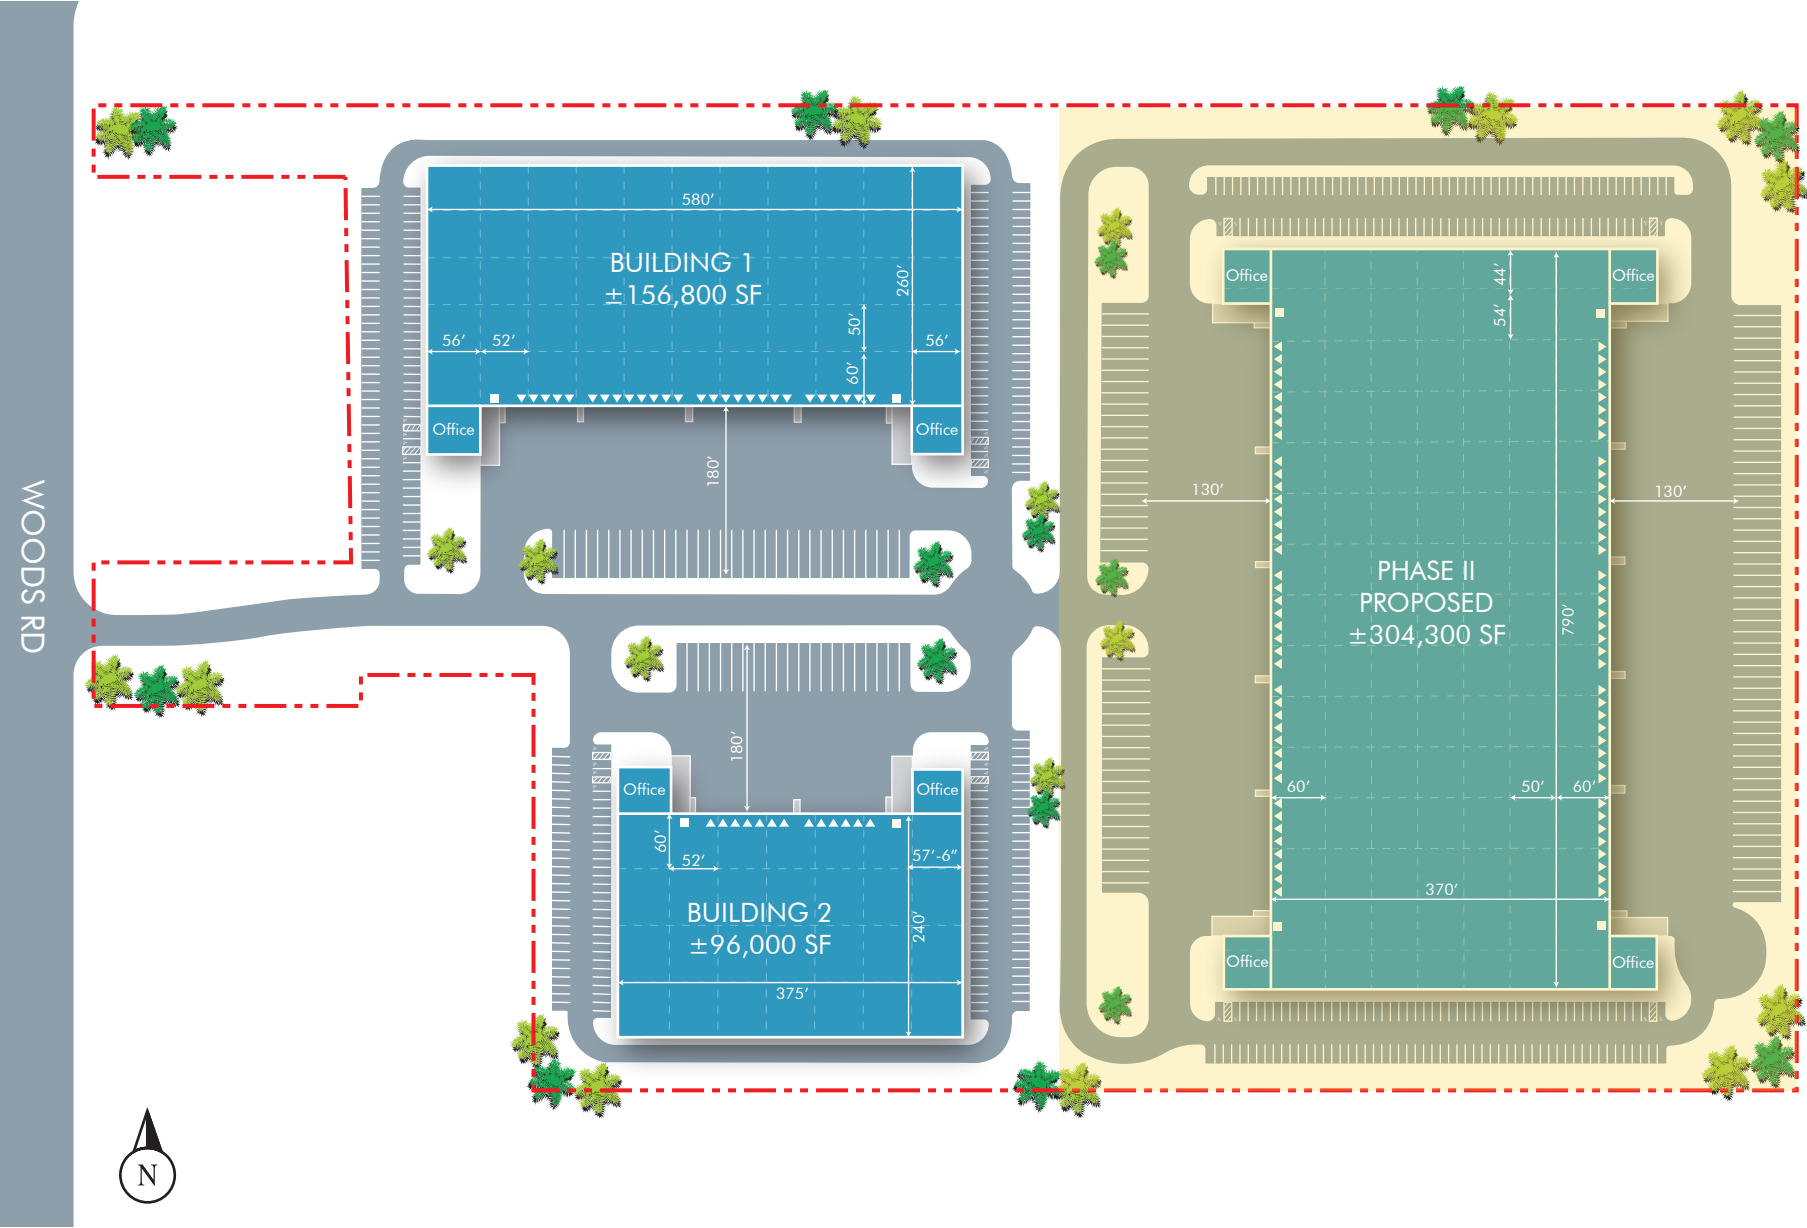 WOODS RD
580’
BUILDING 1
±156,800 SF
260’
50’
56’
52’
56’
60’
Office
Office
180’
180’
Office
Office
60’
52’
57’-6”
BUILDING 2
±96,000 SF
240’
375’
Office
Office
44’
54’
130’
130’
PHASE II
PROPOSED
±304,300 SF
790’
60’
50’
60’
370’
Office
Office
N